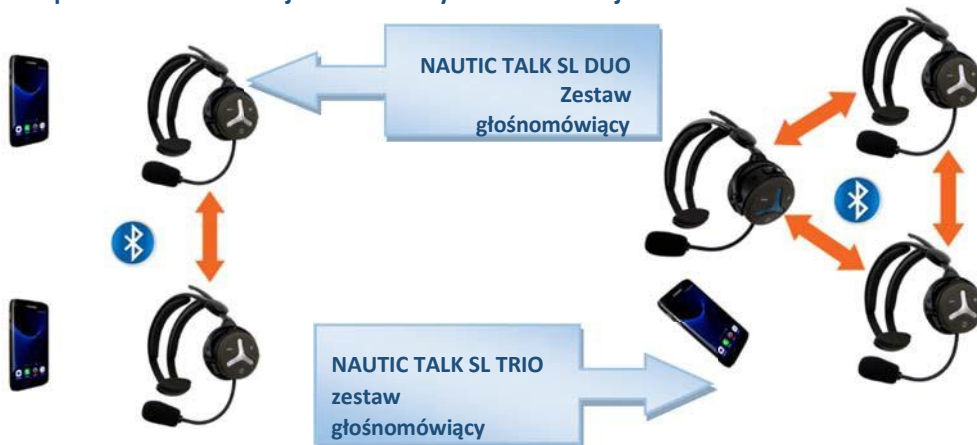 NAUTIC TALK SL DUO
Zestaw
głośnomówiący
NAUTIC TALK SL TRIO
zestaw
głośnomówiący